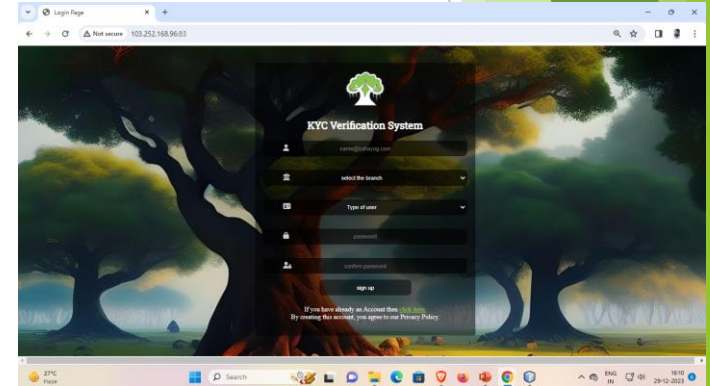 Login Page
Not secure 103.252.168.96:83
KYC Verification System
name@sahayog.com
select the branch
Type of user
password
confirm password
sign up
If you have already an Account then click here.
By creating this account, you agree to our Privacy Policy.
27°C
Haze
Search
ENG
IN
16:10
29-12-2023